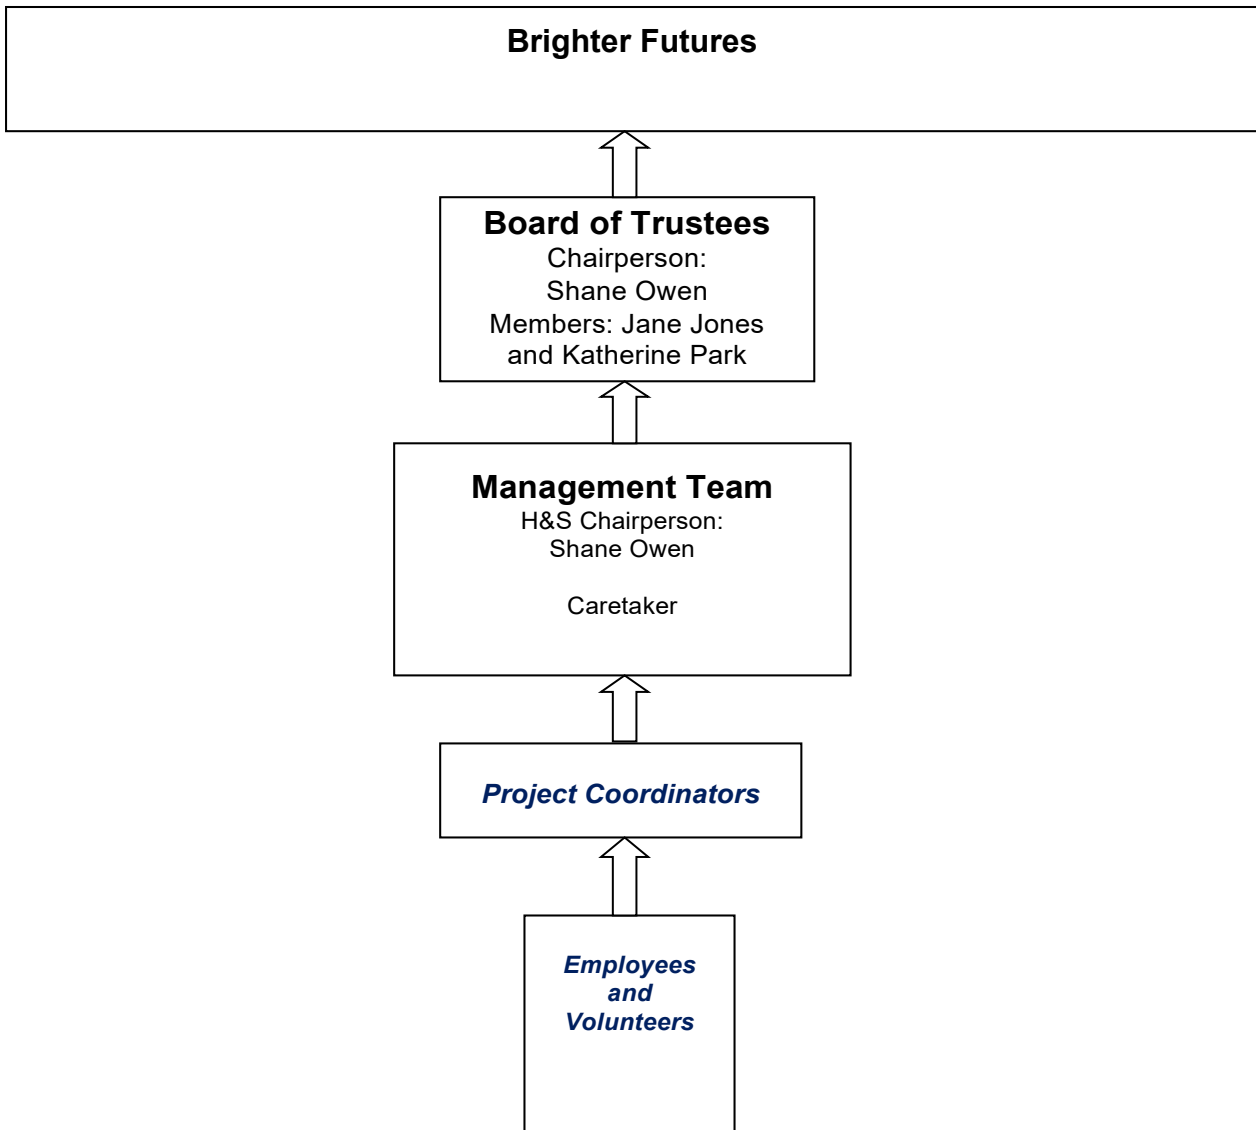 Brighter Futures
Board of Trustees
Chairperson:
Shane Owen
Members: Jane Jones
and Katherine Park
Management Team
H&S Chairperson:
Shane Owen
Caretaker
Project Coordinators
Employees
and
Volunteers